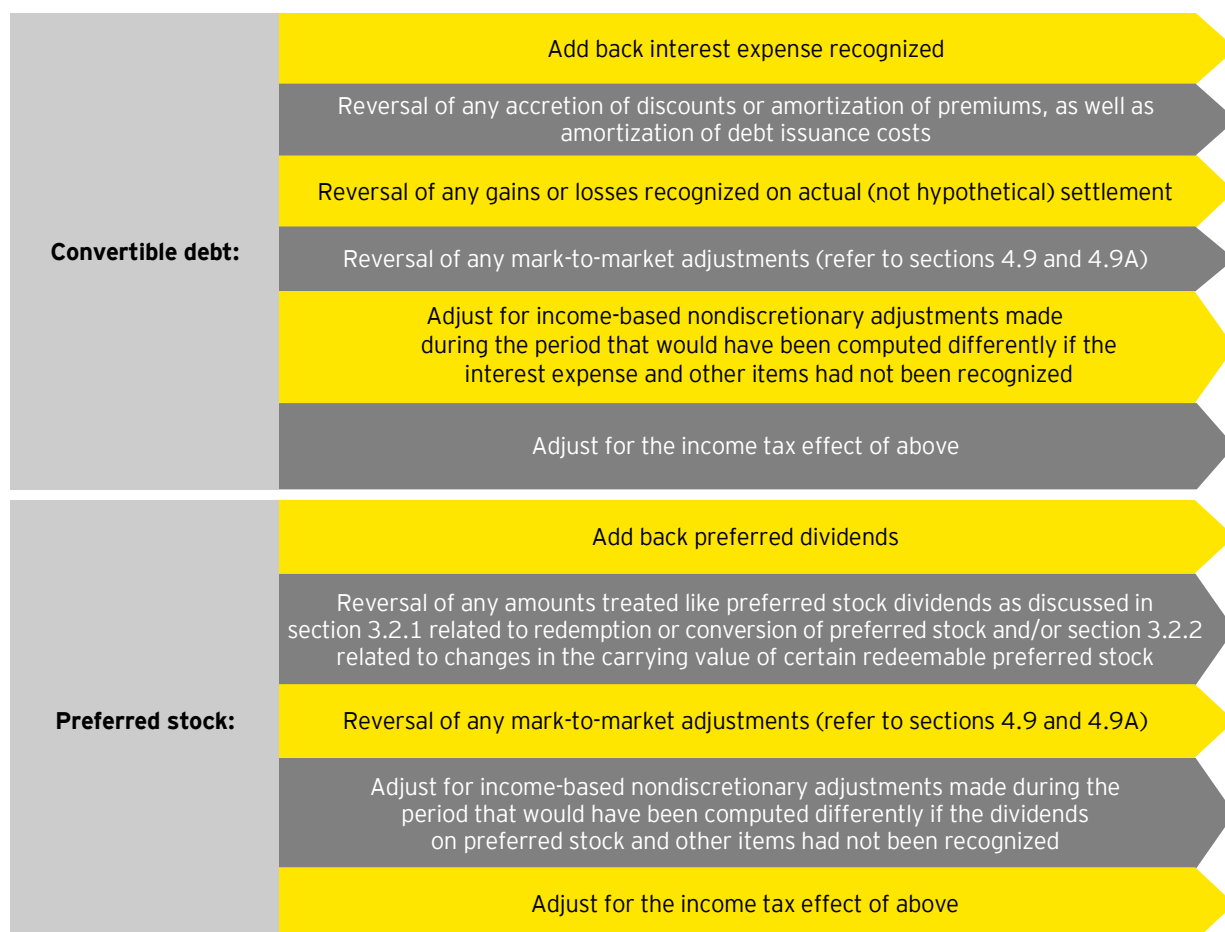 Convertible debt:
Add back interest expense recognized
Reversal of any accretion of discounts or amortization of premiums, as well as
amortization of debt issuance costs
Reversal of any gains or losses recognized on actual (not hypothetical) settlement
Reversal of any mark-to-market adjustments (refer to sections 4.9 and 4.9A)
Adjust for income-based nondiscretionary adjustments made
during the period that would have been computed differently if the
interest expense and other items had not been recognized
Adjust for the income tax effect of above
Preferred stock:
Add back preferred dividends
Reversal of any amounts treated like preferred stock dividends as discussed in
section 3.2.1 related to redemption or conversion of preferred stock and/or section 3.2.2
related to changes in the carrying value of certain redeemable preferred stock
Reversal of any mark-to-market adjustments (refer to sections 4.9 and 4.9A)
Adjust for income-based nondiscretionary adjustments made during the
period that would have been computed differently if the dividends
on preferred stock and other items had not been recognized
Adjust for the income tax effect of above